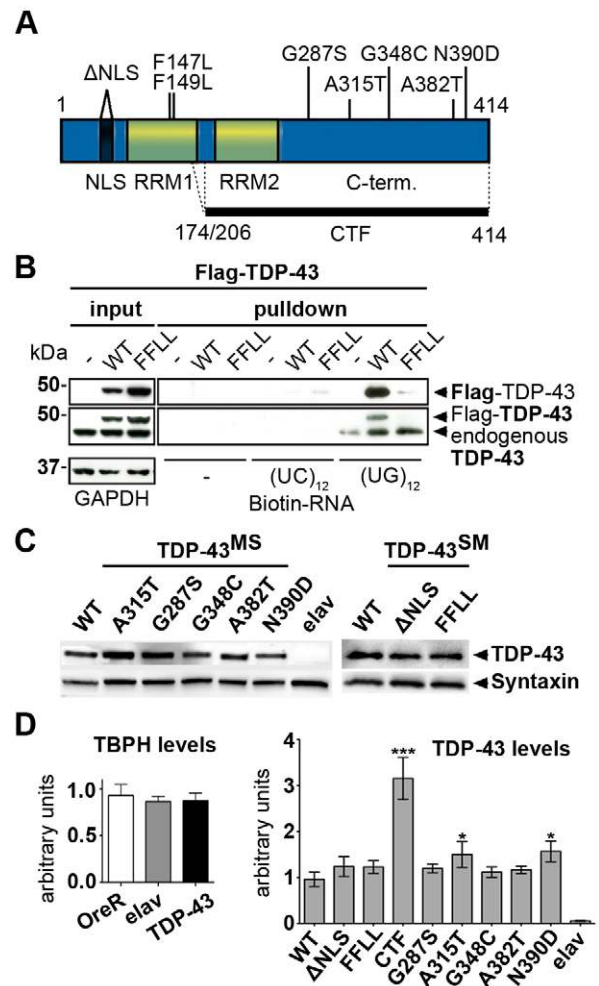 A
G287S G348C N390D
F147L
F149L
ΔNLS
A315T A382T
1 414
NLS RRM1 RRM2 C-term.
174/206 CTF 414
B
Flag-TDP-43
input pulldown
kDa - WT FFLL - WT FFLL - WT FFLL - WT FFLL
50- Flag-TDP-43
50- Flag-TDP-43
endogenous
TDP-43
37-
GAPDH
- (UC)12 (UG)12
Biotin-RNA
C
TDP-43MS TDP-43SM
WT A315T G287S G348C A382T N390D elav WT ΔNLS FFLL
TDP-43
Syntaxin
D
TBPH levels
arbitrary units
1.0
0.5
0.0
OreR elav TDP-43
TDP-43 levels
arbitrary units
4
3
2
1
0
*** * *
WT ΔNLS FFLL CTF G287S A315T G348C A382T N390D elav